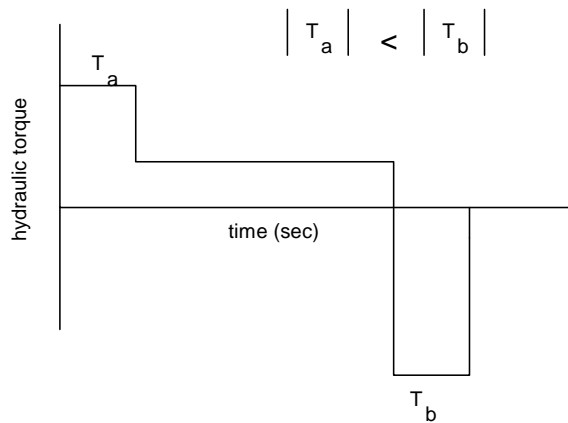 |T_a| < |T_b|
T_a
hydraulic torque
time (sec)
T_b